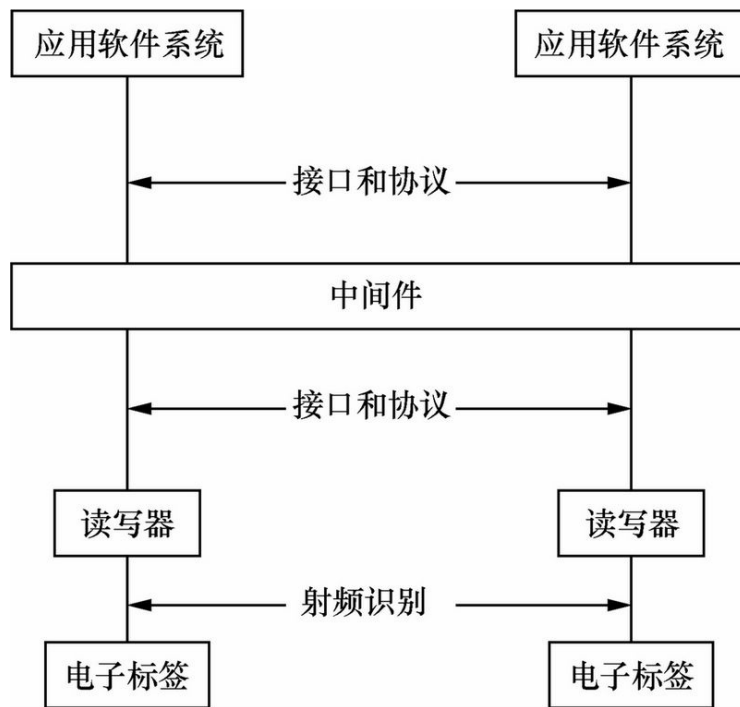 应用软件系统
应用软件系统
接口和协议
中间件
接口和协议
读写器
读写器
射频识别
电子标签
电子标签